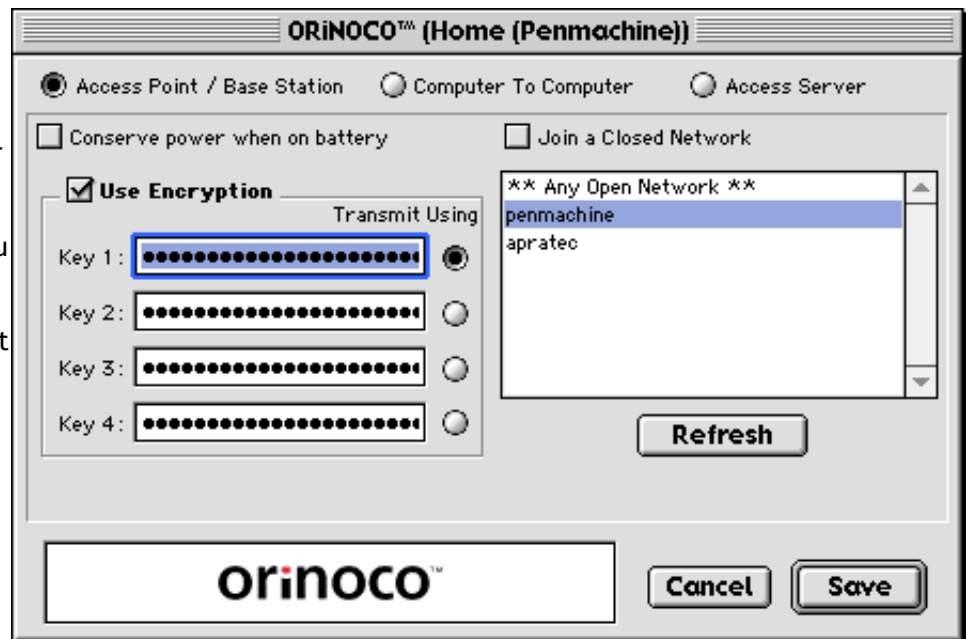 ORiNOCO™ (Home (Penmachine))
Access Point / Base Station Computer To Computer Access Server
Conserve power when on battery
Join a Closed Network
Use Encryption
Transmit Using
Key 1: ••••••••••••••••••••••
Key 2: ••••••••••••••••••••••
Key 3: ••••••••••••••••••••••
Key 4: ••••••••••••••••••••••
** Any Open Network **
penmachine
apratec
Refresh
orinoco™
Cancel Save
u
t